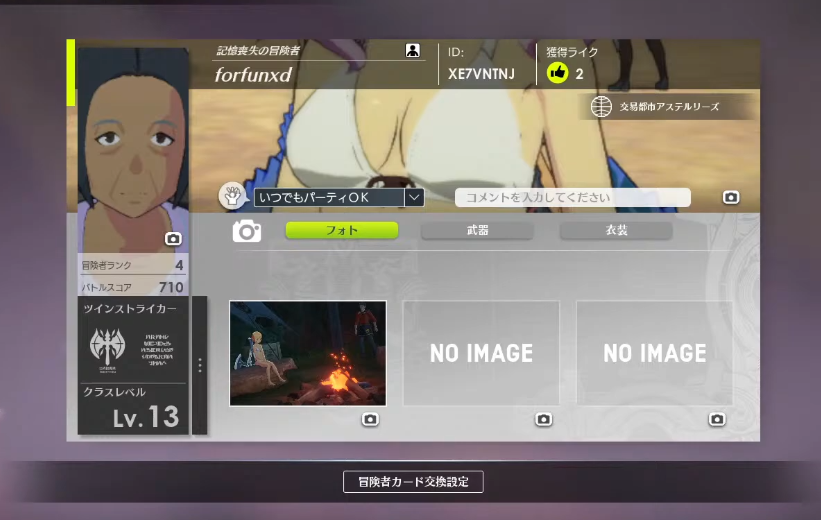 記憶喪失の冒険者
forfunxd
ID:
XE7VNTNJ
獲得ライク
2
交易都市アステルリーズ
いつでもパーティOK
コメントを入力してください
フォト
武器
衣装
冒険者ランク 4
バトルスコア 710
ツインストライカー
クラスレベル
Lv.13
NO IMAGE
NO IMAGE
冒険者カード交換設定